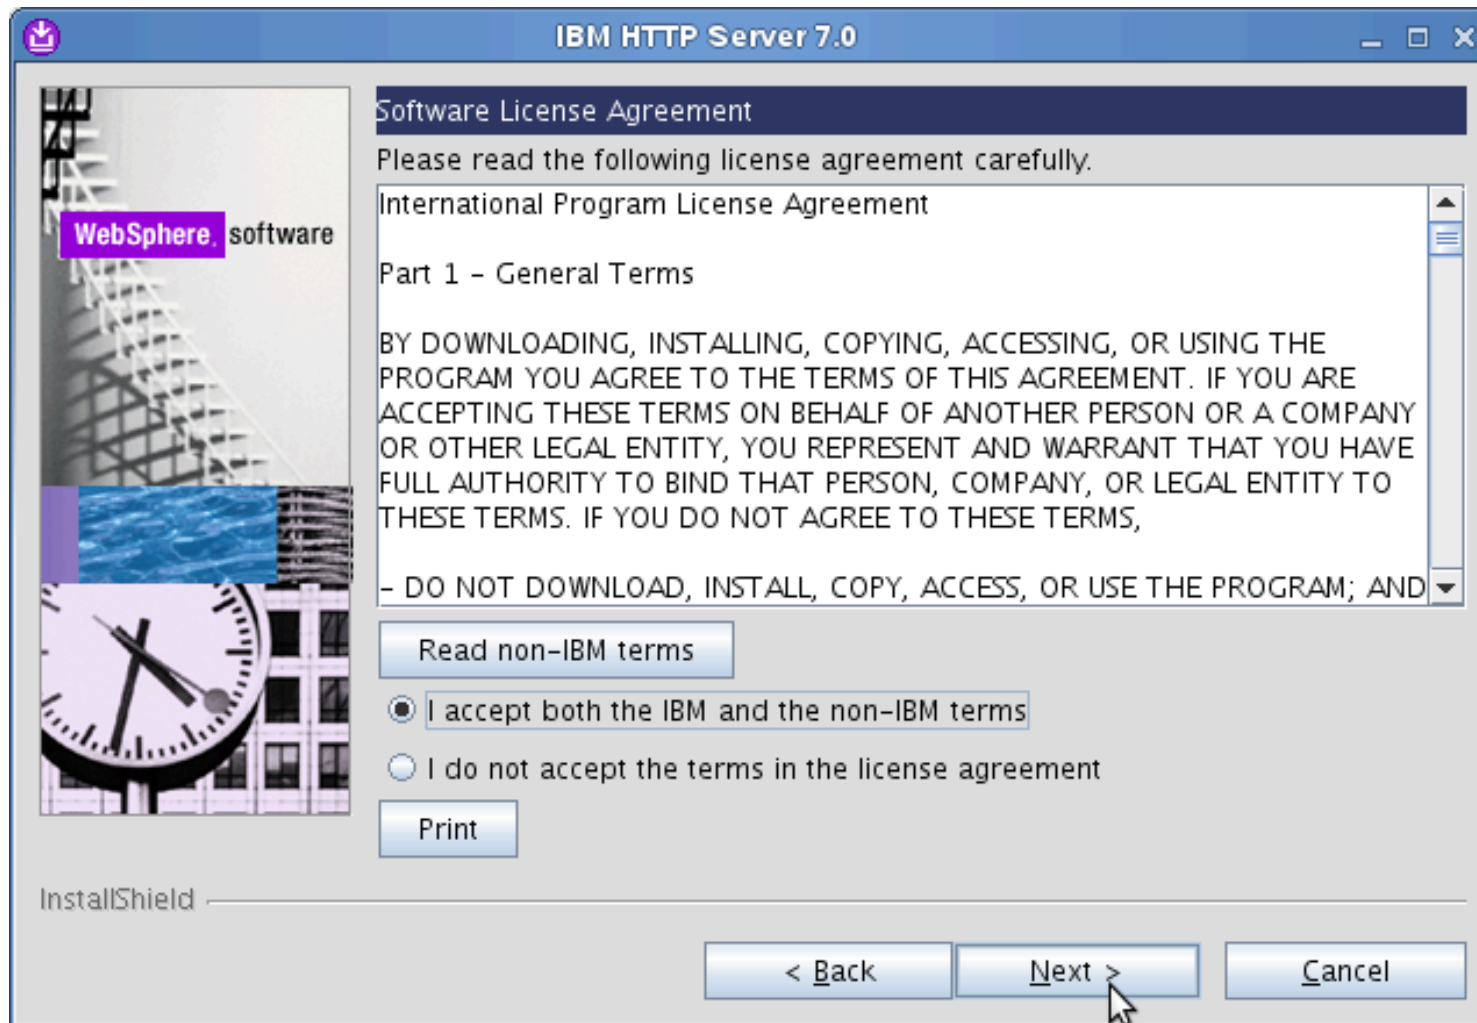 IBM HTTP Server 7.0
WebSphere. software
Software License Agreement
Please read the following license agreement carefully.
International Program License Agreement
Part 1 – General Terms
BY DOWNLOADING, INSTALLING, COPYING, ACCESSING, OR USING THE
PROGRAM YOU AGREE TO THE TERMS OF THIS AGREEMENT. IF YOU ARE
ACCEPTING THESE TERMS ON BEHALF OF ANOTHER PERSON OR A COMPANY
OR OTHER LEGAL ENTITY, YOU REPRESENT AND WARRANT THAT YOU HAVE
FULL AUTHORITY TO BIND THAT PERSON, COMPANY, OR LEGAL ENTITY TO
THESE TERMS. IF YOU DO NOT AGREE TO THESE TERMS,
– DO NOT DOWNLOAD, INSTALL, COPY, ACCESS, OR USE THE PROGRAM; AND
Read non–IBM terms
I accept both the IBM and the non–IBM terms
I do not accept the terms in the license agreement
Print
InstallShield
< Back
Next >
Cancel